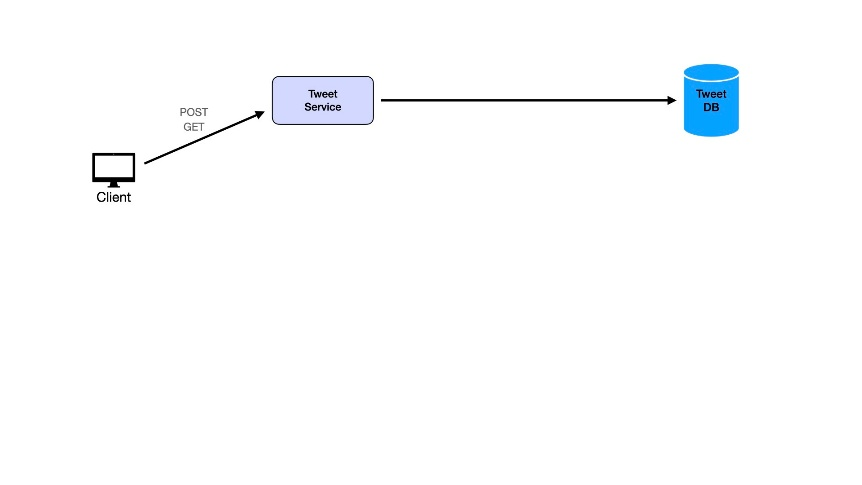 Tweet
Service
Tweet
DB
POST
GET
Client